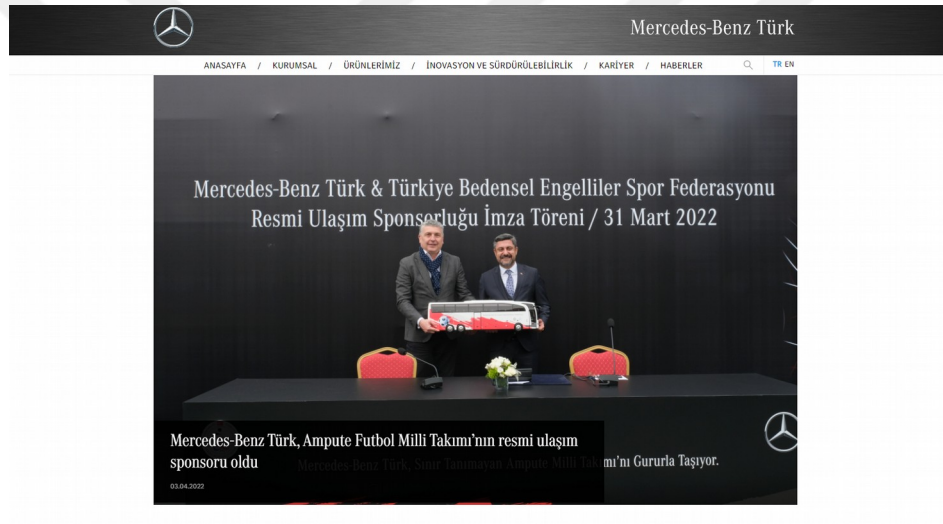 Mercedes-Benz Türk
ANASAYFA / KURUMSAL / ÜRÜNLERİMİZ / İNOVASYON VE SÜRDÜRÜLEBİLİRLİK / KARİYER / HABERLER TR EN
Mercedes-Benz Türk & Türkiye Bedensel Engelliler Spor Federasyonu
Resmi Ulaşım Sponsorluğu İmza Töreni / 31 Mart 2022
Mercedes-Benz Türk, Ampute Futbol Milli Takımı'nın resmi ulaşım
sponsoru oldu
Mercedes-Benz Türk, Sınır Tanımayan Ampute Milli Takımı'nı Gururla Taşıyor.
03.04.2022